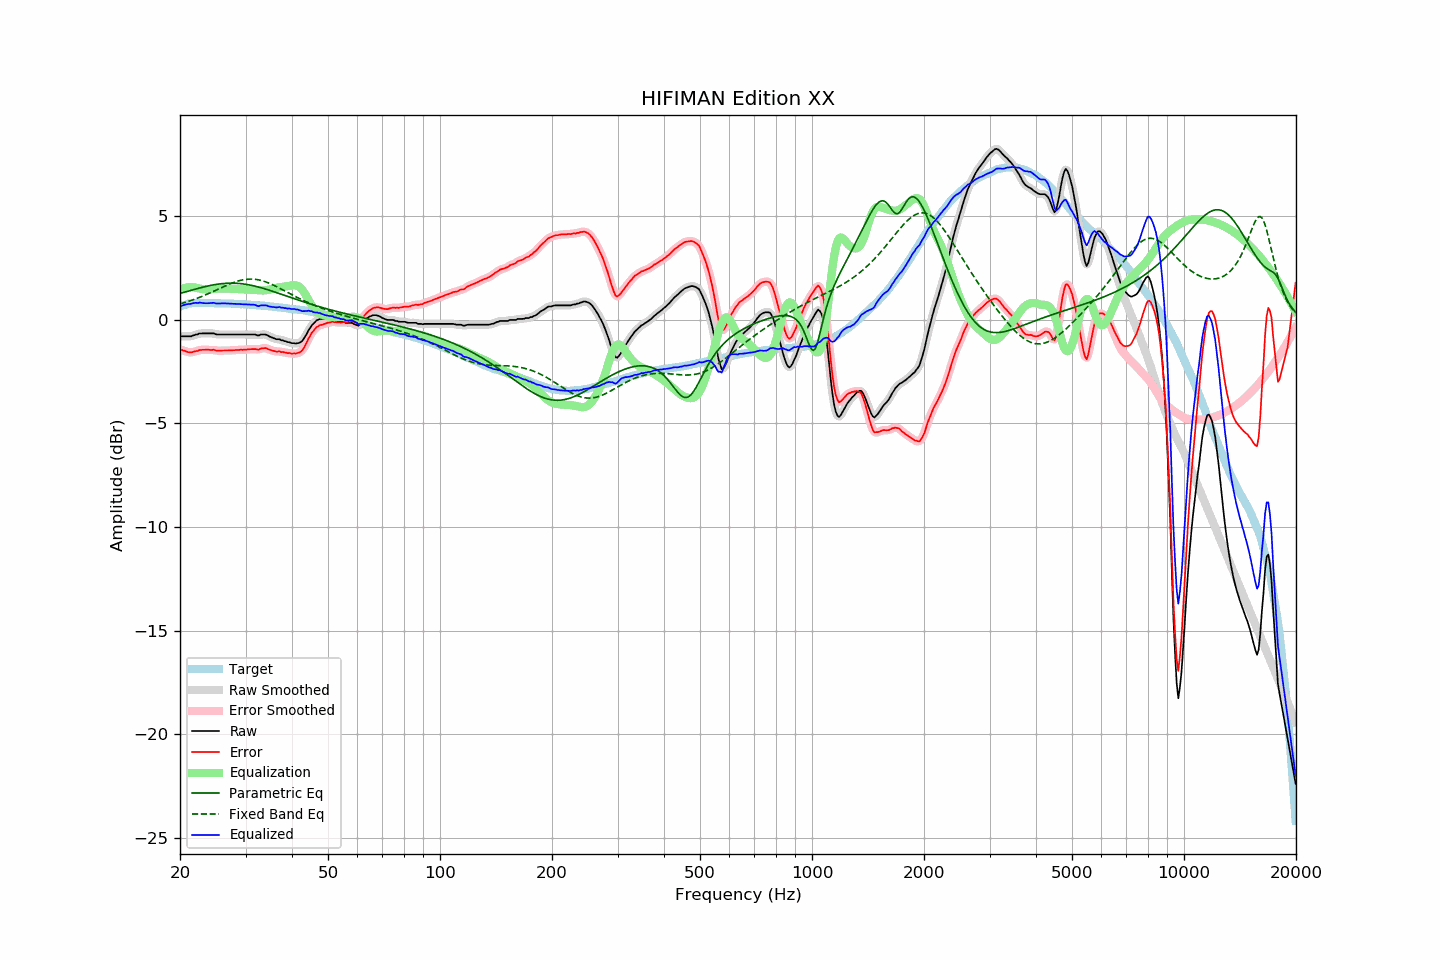 HIFIMAN Edition XX
Amplitude (dBr)
5
0
−5
−10
−15
−20
−25
Target
Raw Smoothed
Error Smoothed
Raw
Error
Equalization
Parametric Eq
Fixed Band Eq
Equalized
20 50 100 200 500 1000 2000 5000 10000 20000
Frequency (Hz)